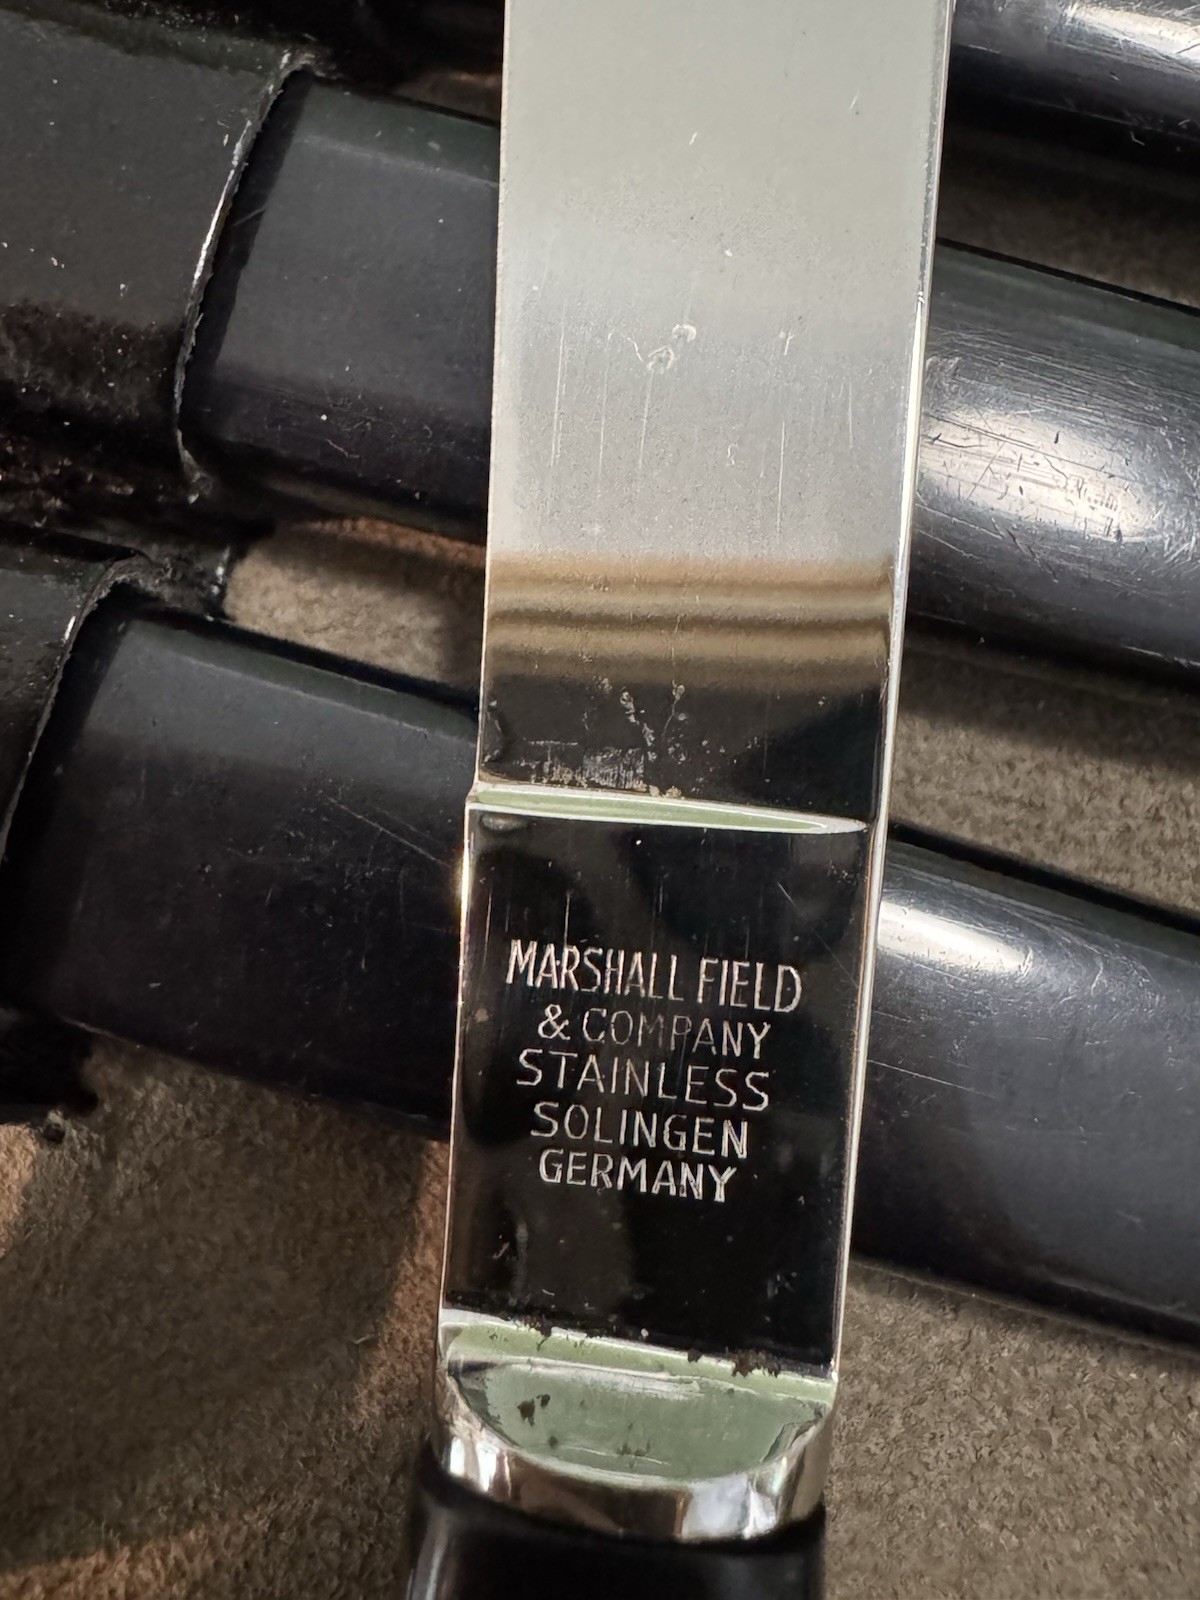 MARSHALL FIELD
& COMPANY
STAINLESS
SOLINGEN
GERMANY